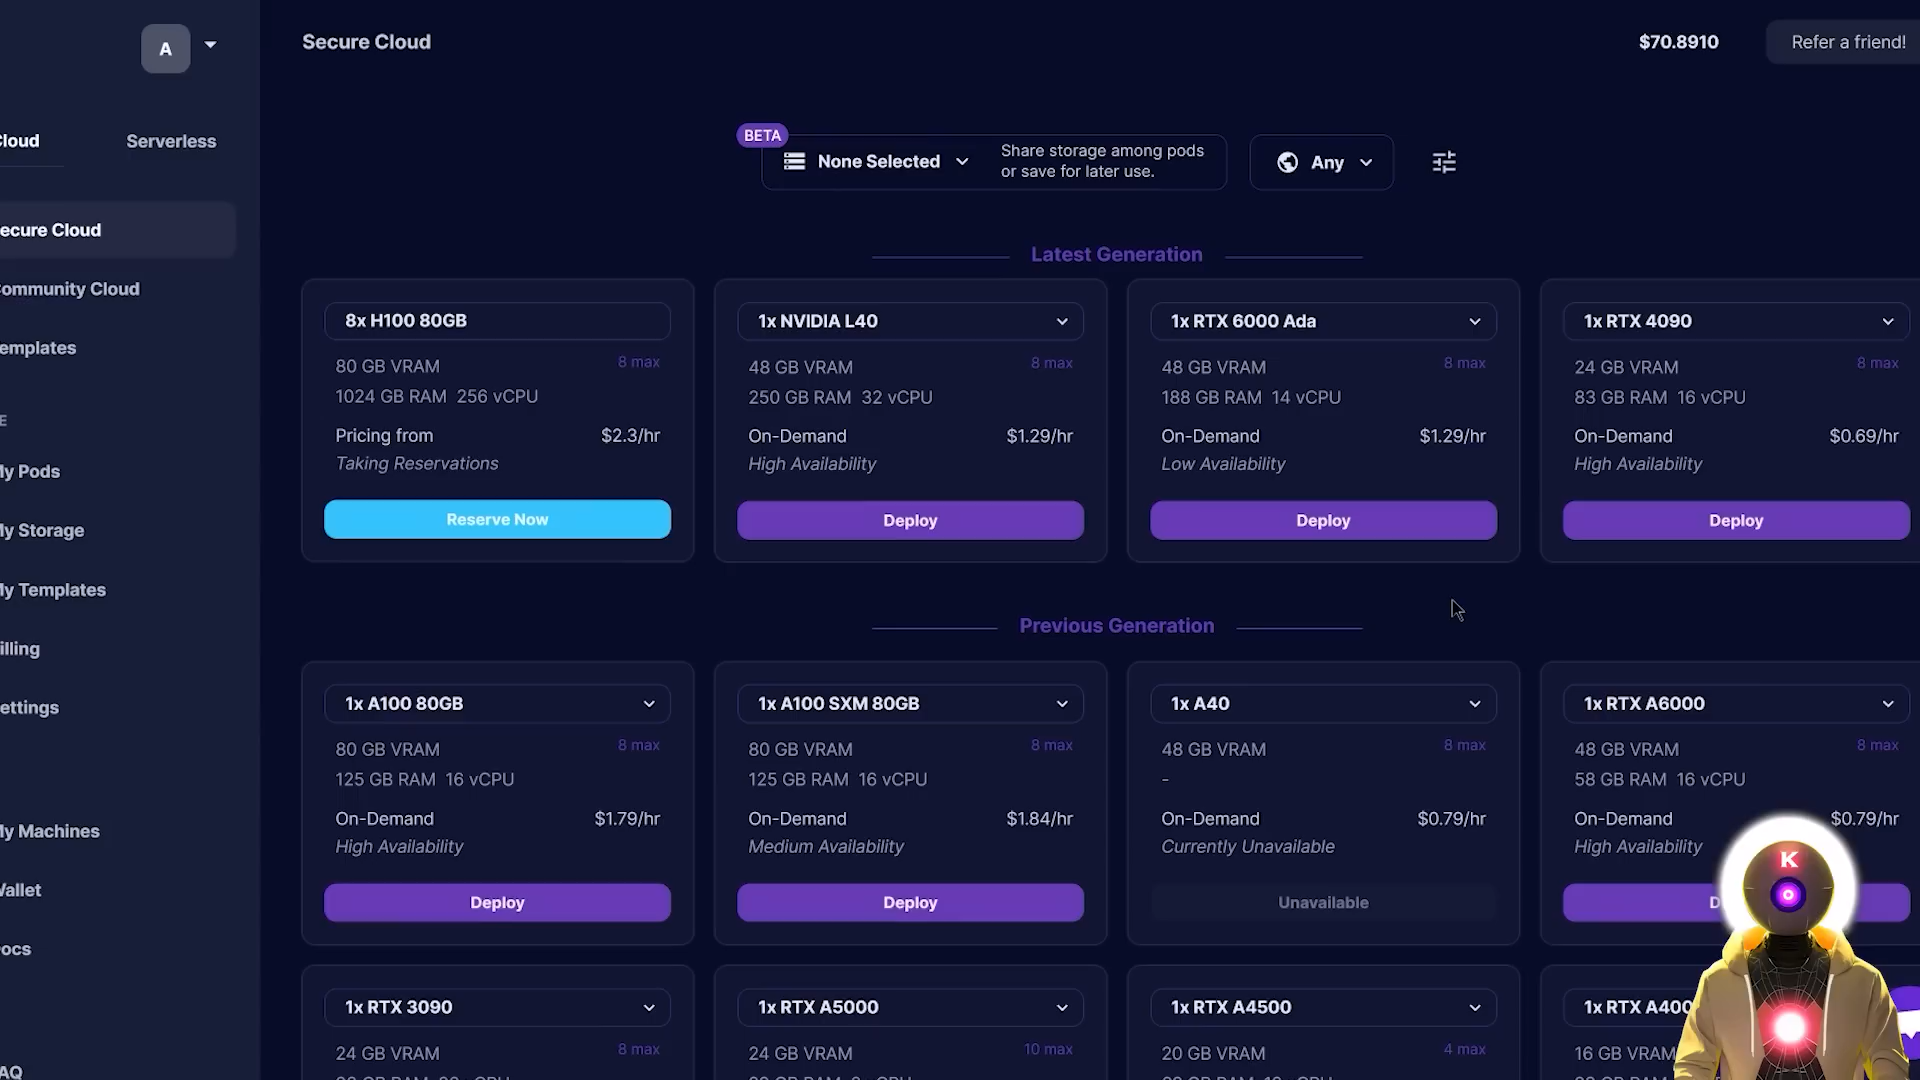 A
Secure Cloud
$70.8910
Refer a friend!
Cloud
Serverless
BETA
None Selected
Share storage among pods
or save for later use.
Any
ecure Cloud
ommunity Cloud
emplates
E
My Pods
My Storage
My Templates
illing
ettings
My Machines
Wallet
ocs
AQ
Latest Generation
8x H100 80GB
80 GB VRAM 8 max
1024 GB RAM 256 vCPU
Pricing from $2.3/hr
Taking Reservations
Reserve Now
1x NVIDIA L40
48 GB VRAM 8 max
250 GB RAM 32 vCPU
On-Demand $1.29/hr
High Availability
Deploy
1x RTX 6000 Ada
48 GB VRAM 8 max
188 GB RAM 14 vCPU
On-Demand $1.29/hr
Low Availability
Deploy
1x RTX 4090
24 GB VRAM 8 max
83 GB RAM 16 vCPU
On-Demand $0.69/hr
High Availability
Deploy
Previous Generation
1x A100 80GB
80 GB VRAM 8 max
125 GB RAM 16 vCPU
On-Demand $1.79/hr
High Availability
Deploy
1x A100 SXM 80GB
80 GB VRAM 8 max
125 GB RAM 16 vCPU
On-Demand $1.84/hr
Medium Availability
Deploy
1x A40
48 GB VRAM 8 max
-
On-Demand $0.79/hr
Currently Unavailable
Unavailable
1x RTX A6000
48 GB VRAM 8 max
58 GB RAM 16 vCPU
On-Demand $0.79/hr
High Availability
D
K
1x RTX 3090
24 GB VRAM 8 max
1x RTX A5000
24 GB VRAM 10 max
1x RTX A4500
20 GB VRAM 4 max
1x RTX A400
16 GB VRAM